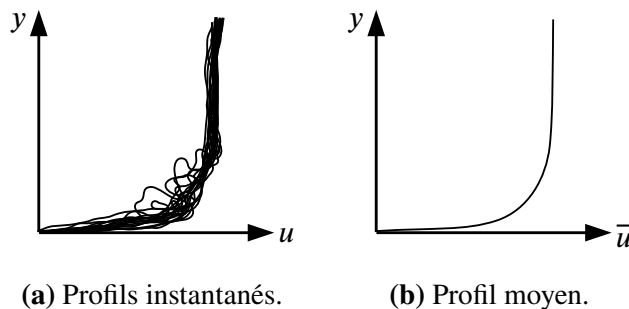 y
u
(a) Profils instantanés.
y
u̅
(b) Profil moyen.